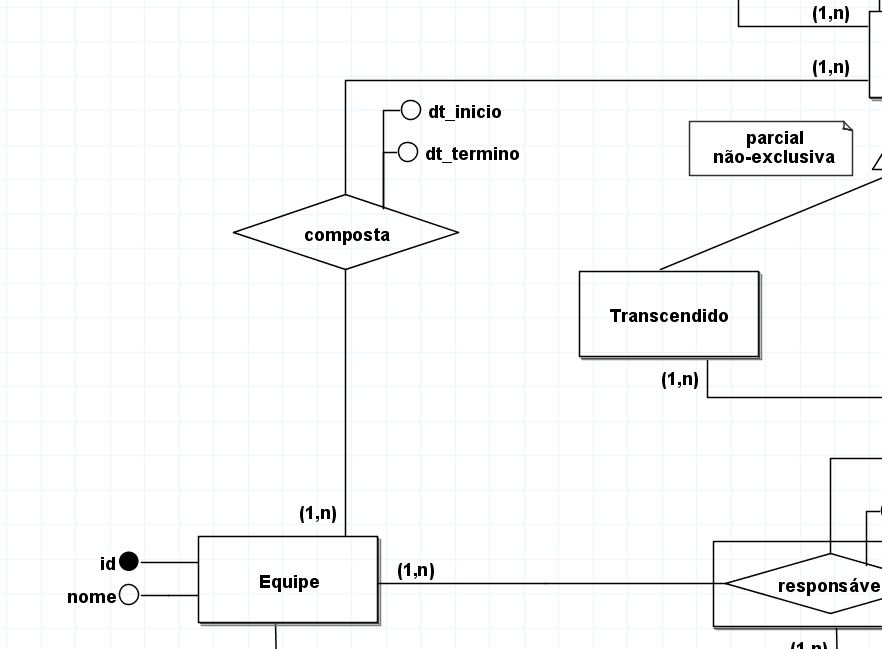 (1,n)
(1,n)
dt_inicio
dt_termino
parcial
não-exclusiva
composta
Transcendido
(1,n)
(1,n)
id
nome
Equipe
(1,n)
responsáve
(1,n)